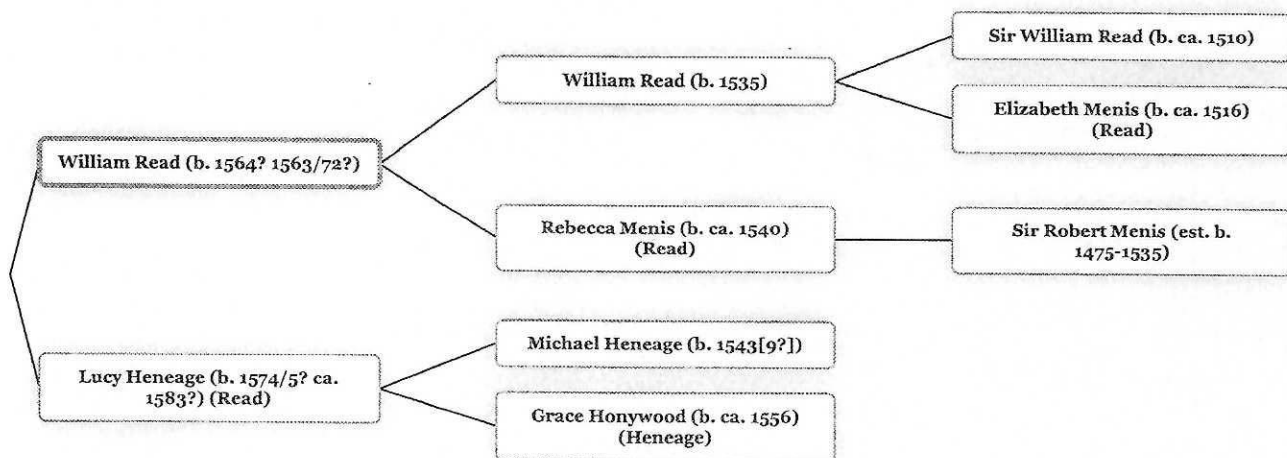 Sir William Read (b. ca. 1510)
William Read (b. 1535)
Elizabeth Menis (b. ca. 1516)
(Read)
William Read (b. 1564? 1563/72?)
Rebecca Menis (b. ca. 1540)
(Read)
Sir Robert Menis (est. b.
1475-1535)
Michael Heneage (b. 1543[9?])
Lucy Heneage (b. 1574/5? ca.
1583?) (Read)
Grace Honywood (b. ca. 1556)
(Heneage)